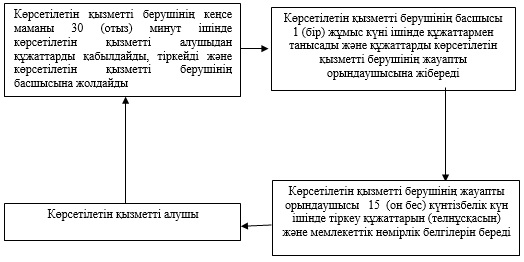 Көрсетілетін қызметті берушінің кеңсе
маманы 30 (отыз) минут ішінде
көрсетілетін қызметті алушыдан
құжаттарды қабылдайды, тіркейді және
көрсетілетін қызметті берушінің
басшысына жолдайды
Көрсетілетін қызметті берушінің басшысы
1 (бір) жұмыс күні ішінде құжаттармен
танысады және құжаттарды көрсетілетін
қызметті берушінің жауапты
орындаушысына жібереді
Көрсетілетін қызметті берушінің жауапты
орындаушысы 15 (он бес) күнтізбелік күн
ішінде тіркеу құжаттарын (телнұсқасын)
және мемлекеттік нөмірлік белгілерін береді
Көрсетілетін қызметті алушы